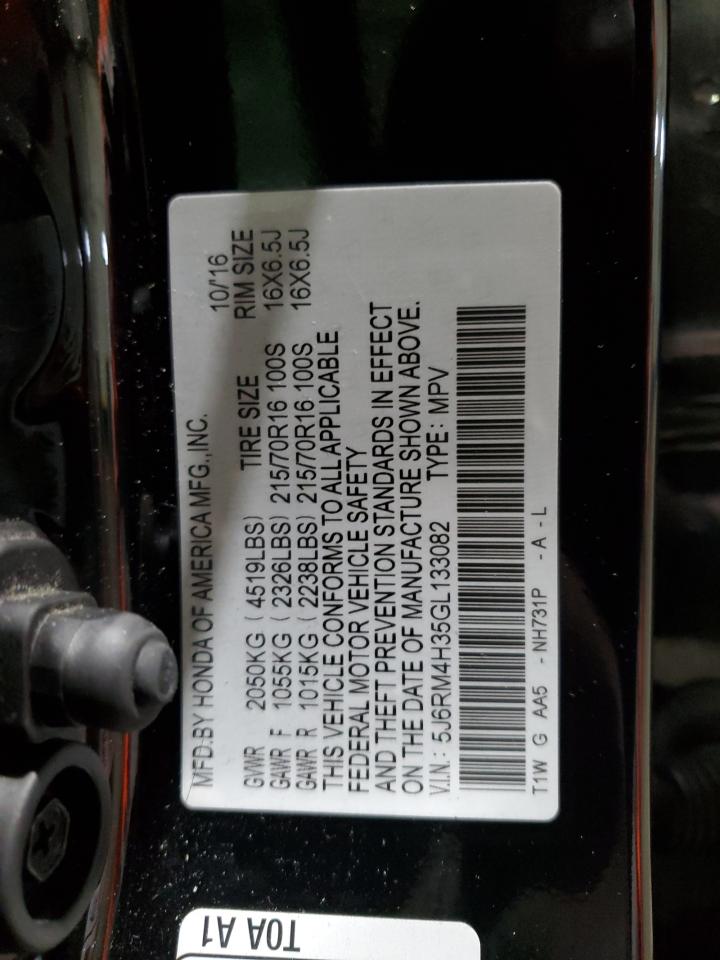 MFD.BY HONDA OF AMERICA MFG.,INC. 10/16
GVWR 2050KG ( 4519LBS) TIRE SIZE RIM SIZE
GAWR F 1055KG ( 2326LBS) 215/70R16 100S 16X6.5J
GAWR R 1015KG ( 2238LBS) 215/70R16 100S 16X6.5J
THIS VEHICLE CONFORMS TO ALL APPLICABLE
FEDERAL MOTOR VEHICLE SAFETY
AND THEFT PREVENTION STANDARDS IN EFFECT
ON THE DATE OF MANUFACTURE SHOWN ABOVE.
V.I.N.: 5J6RM4H35GL133082 TYPE: MPV
T1W G AA5 - NH731P - A - L
T0A A1